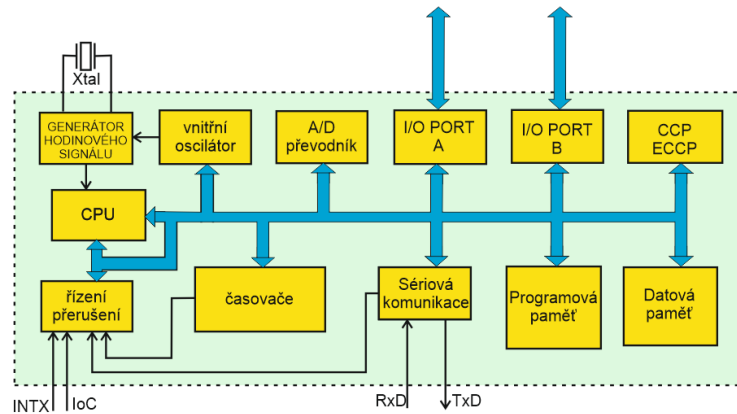 Xtal
GENERÁTOR
HODINOVÉHO
SIGNÁLU
vnitřní
oscilátor
A/D
převodník
I/O PORT
A
I/O PORT
B
CCP
ECCP
CPU
řízení
přerušení
časovače
Sériová
komunikace
Programová
paměť
Datová
paměť
INTX
IoC
RxD
TxD